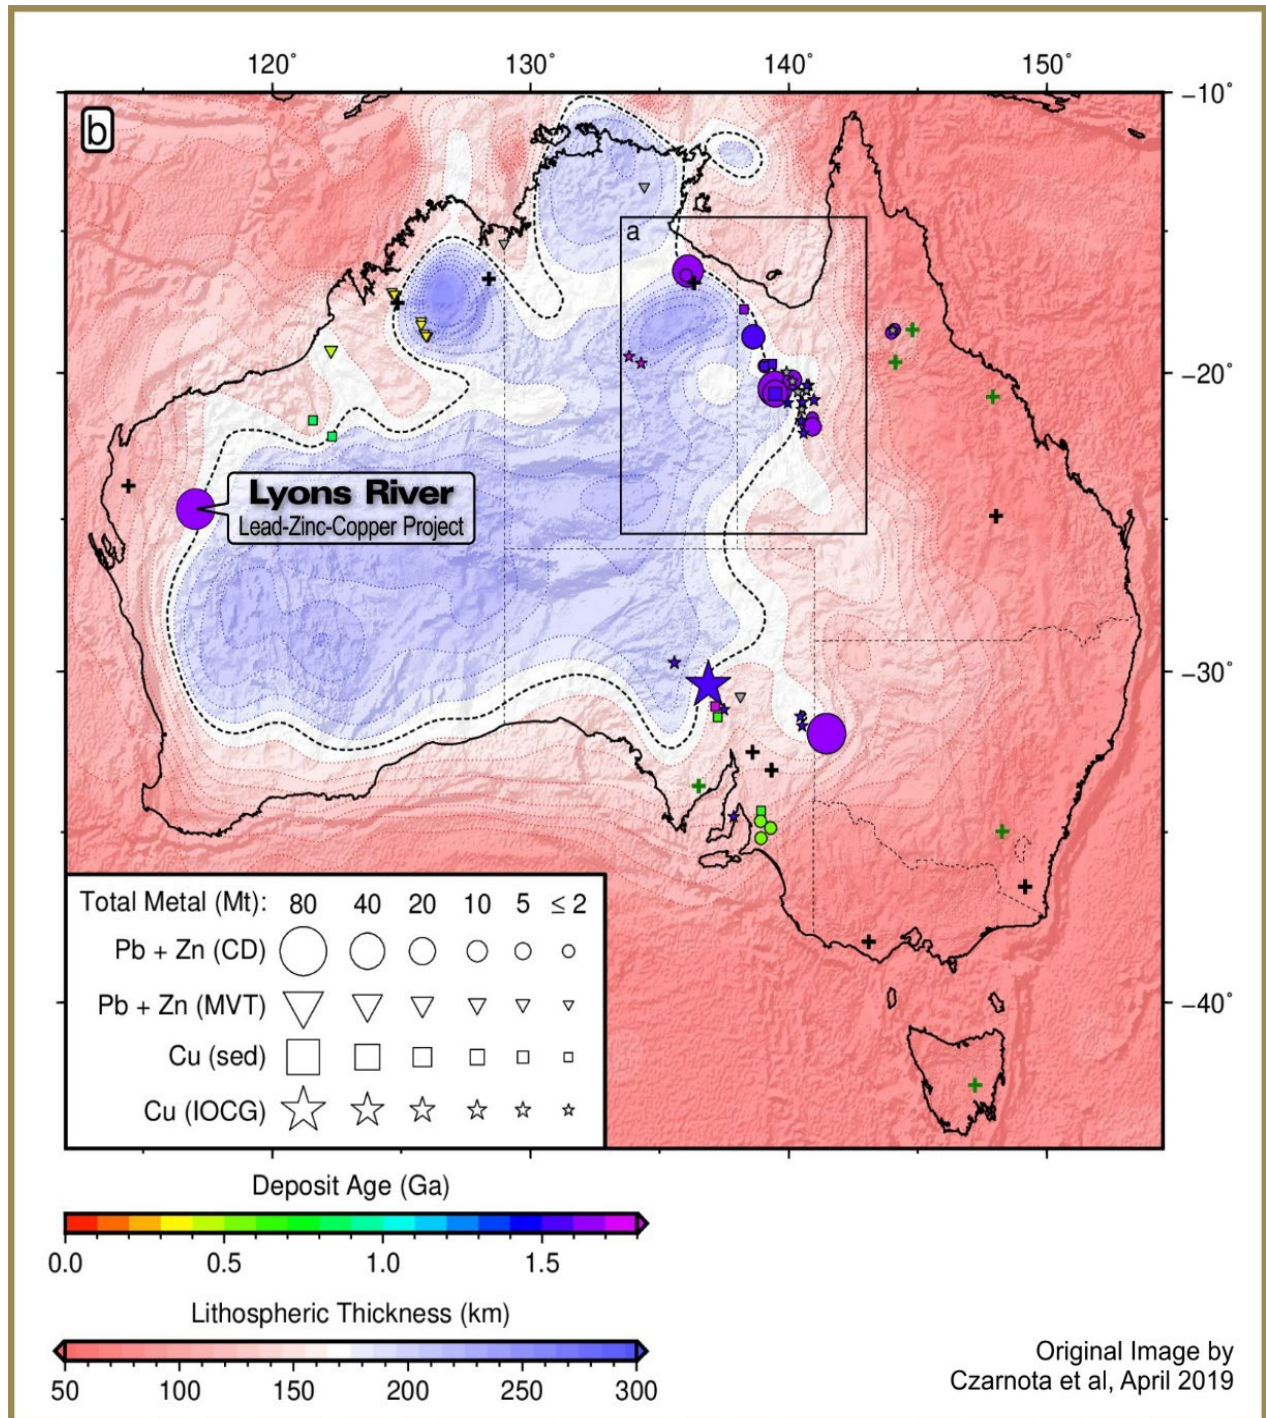 120° 130° 140° 150°
b
−10°
a
−20°
Lyons River
Lead-Zinc-Copper Project
−30°
−40°
Total Metal (Mt): 80 40 20 10 5 ≤ 2
Pb + Zn (CD)
Pb + Zn (MVT)
Cu (sed)
Cu (IOCG)
Deposit Age (Ga)
0.0 0.5 1.0 1.5
Lithospheric Thickness (km)
50 100 150 200 250 300
Original Image by
Czarnota et al, April 2019